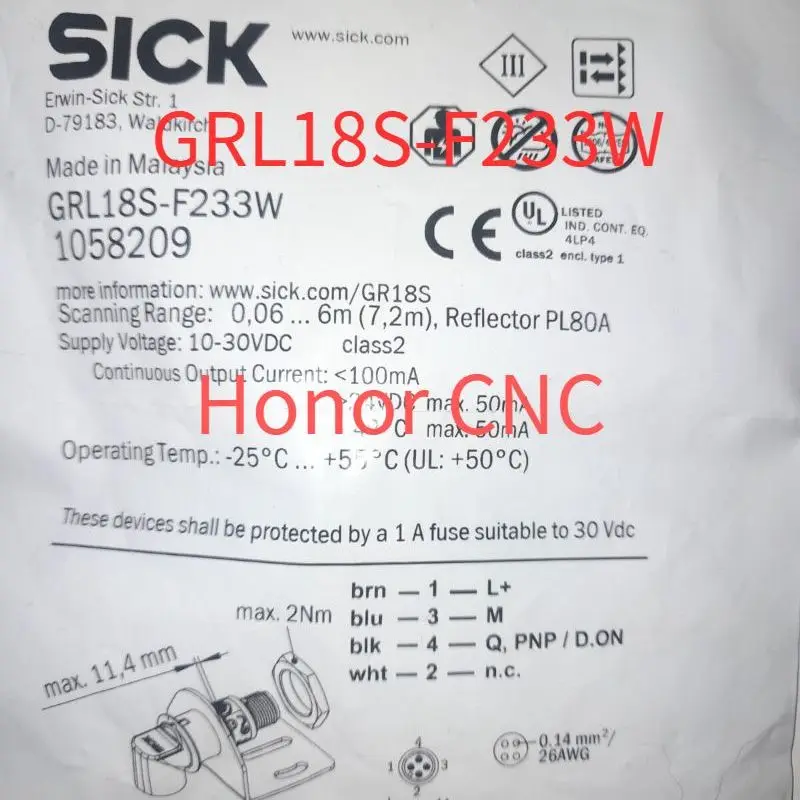 SICK
www.sick.com
III
Erwin-Sick Str. 1
D-79183, Waldkirch
GRL18S-F233W
Made in Malaysia
GRL18S-F233W
1058209
CE
UL
LISTED
IND. CONT. EQ.
4LP4
class2 encl. type 1
more information: www.sick.com/GR18S
Scanning Range: 0,06 ... 6m (7,2m), Reflector PL80A
Supply Voltage: 10-30VDC class2
Continuous Output Current: <100mA
Honor CNC
>24VDC max. 50mA
°C max. 50mA
Operating Temp.: -25°C ... +55°C (UL: +50°C)
These devices shall be protected by a 1 A fuse suitable to 30 Vdc
brn — 1 — L+
max. 2Nm
blu — 3 — M
blk — 4 — Q, PNP / D.ON
wht — 2 — n.c.
max. 11,4 mm
4
1
3
2
0.14 mm²/
26AWG